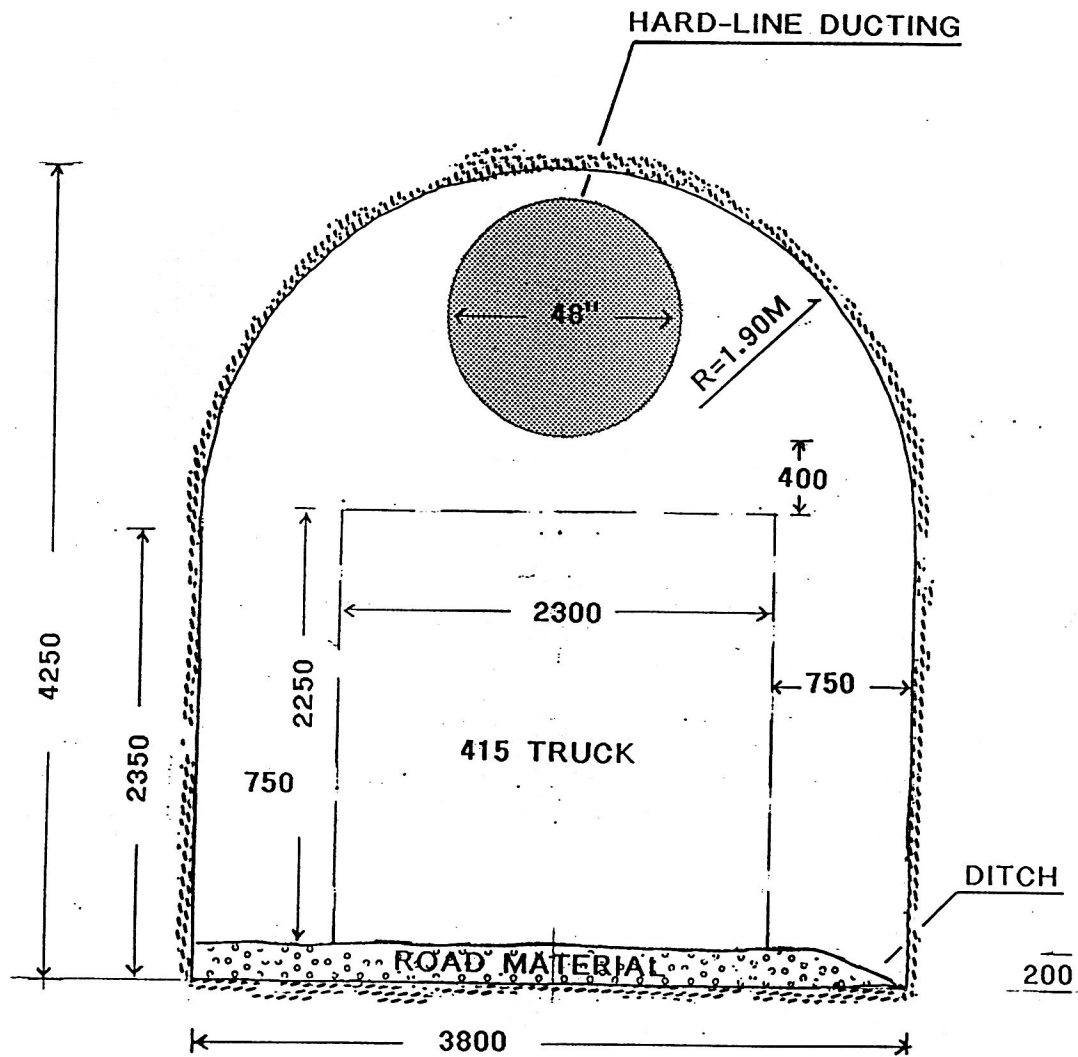 HARD-LINE DUCTING
48"
R=1.90M
400
4250
2350
2250
2300
750
750
415 TRUCK
DITCH
ROAD MATERIAL
200
3800